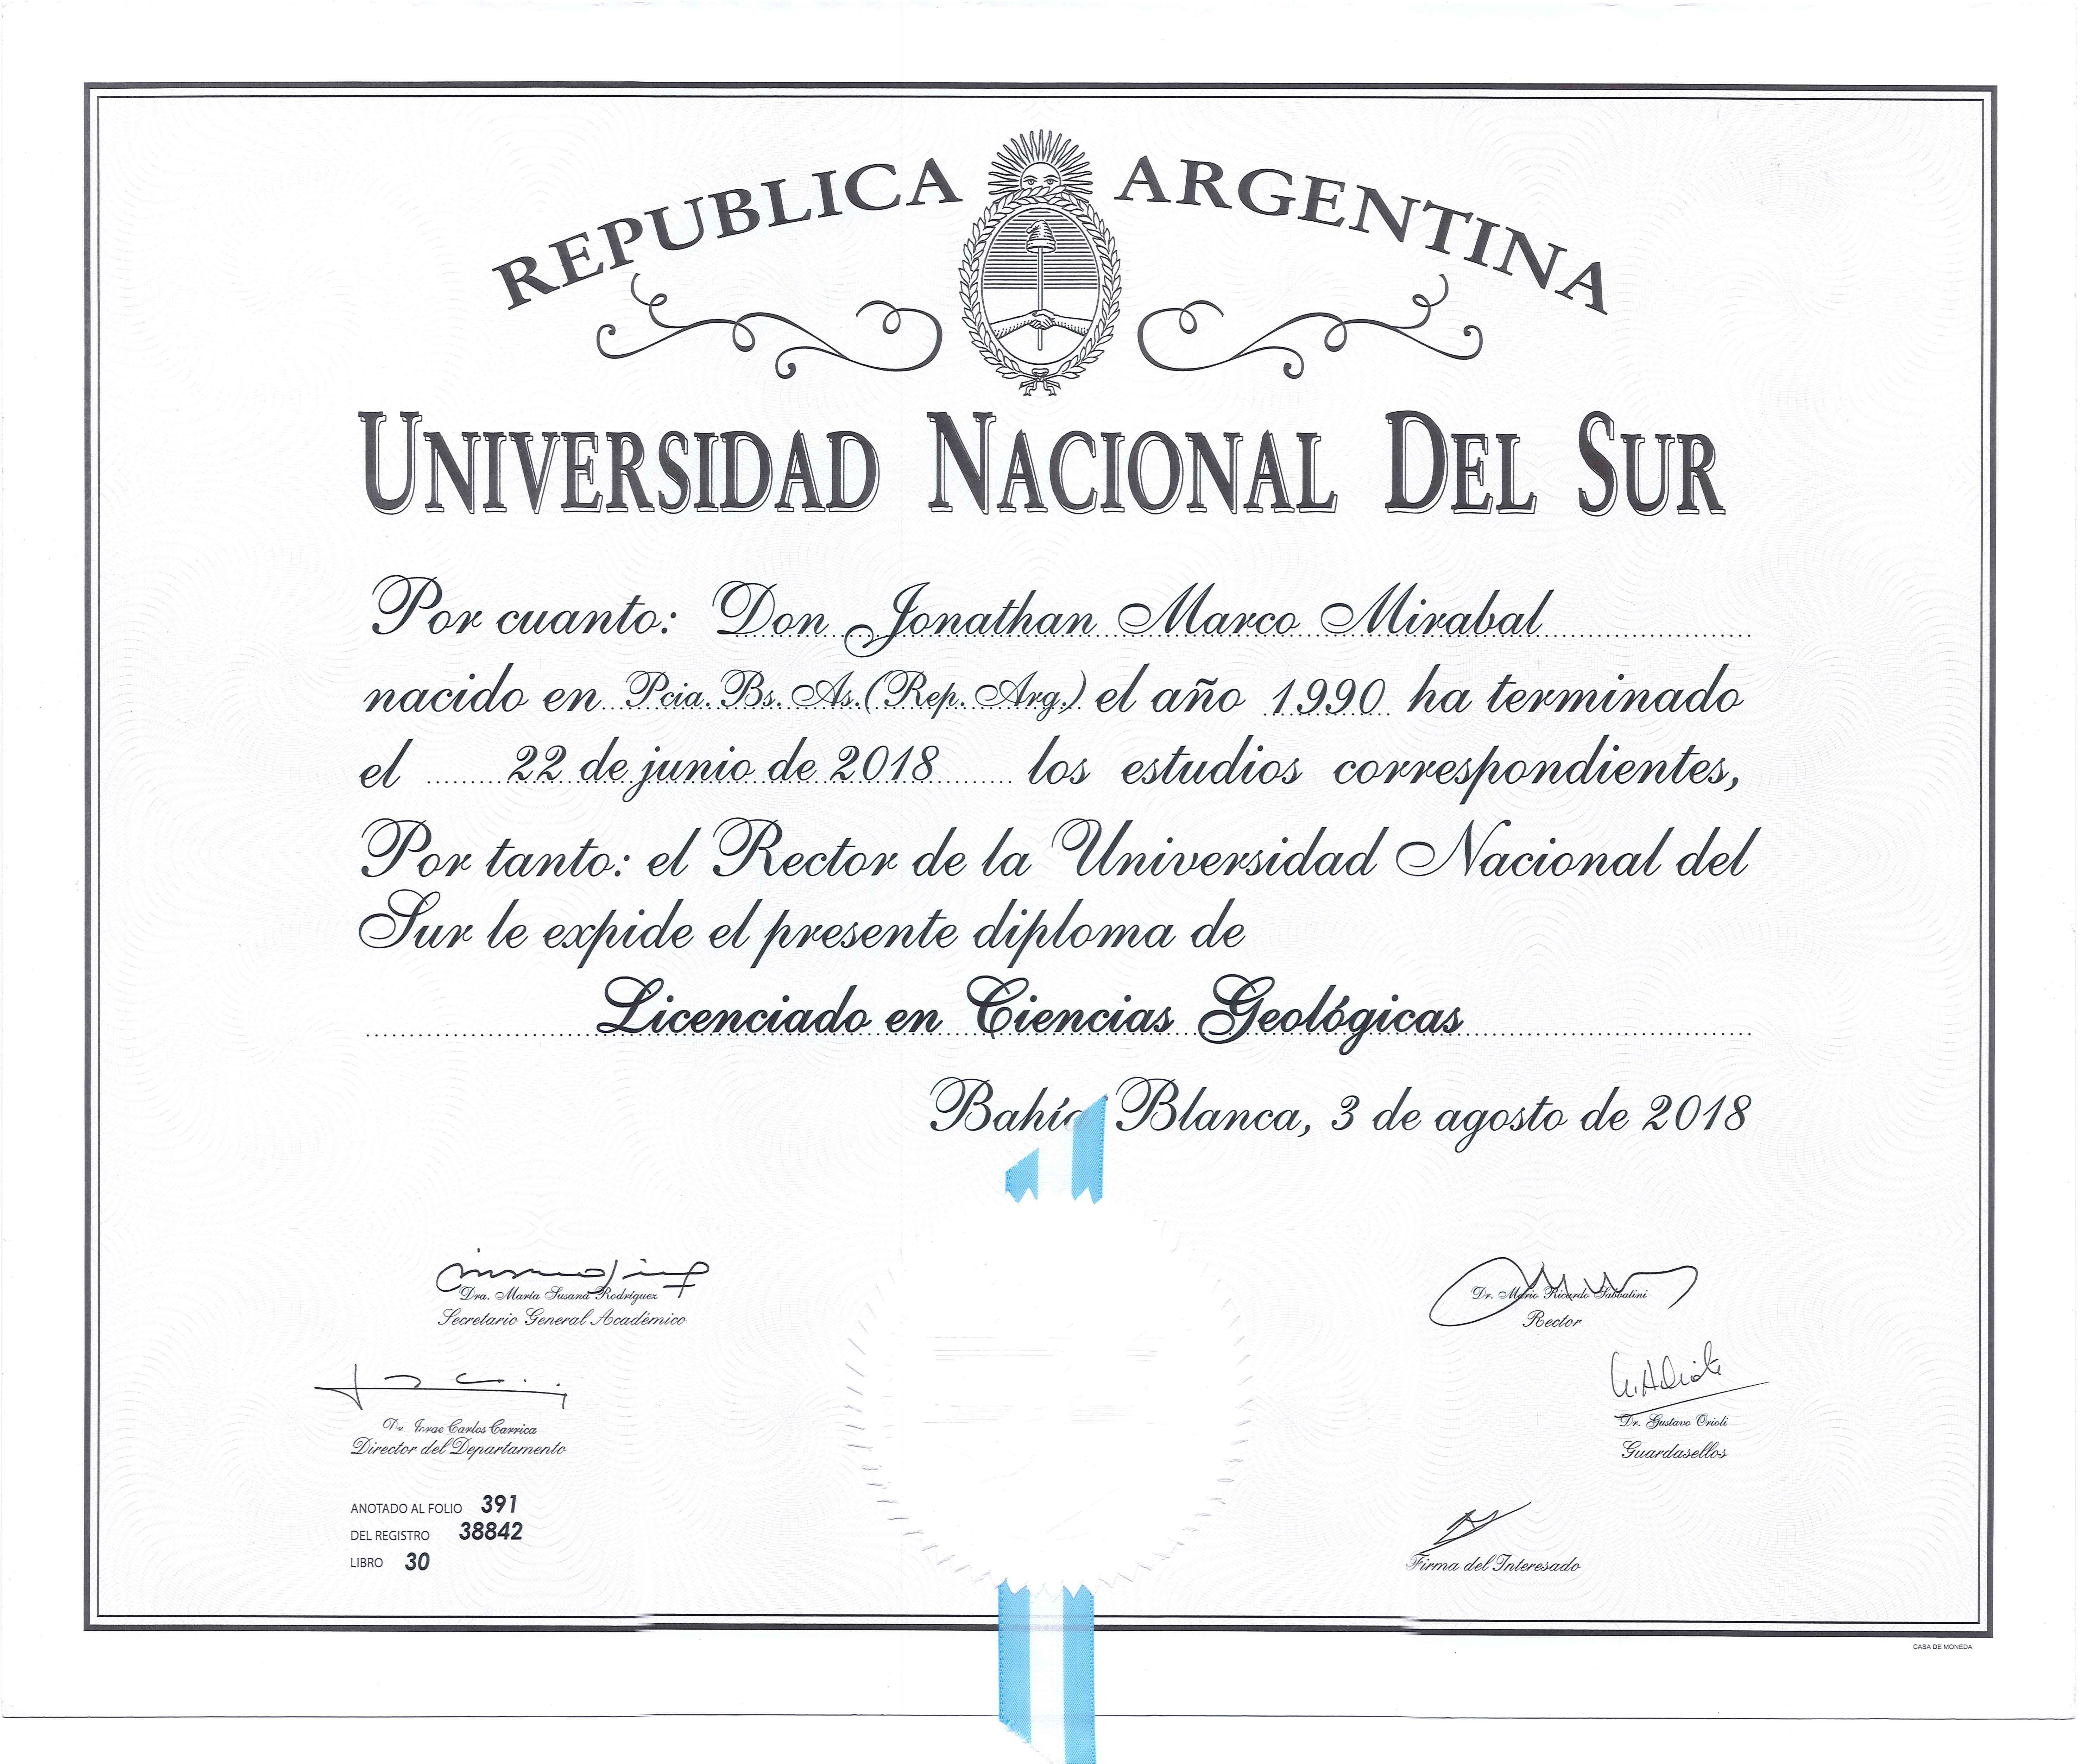 REPUBLICA ARGENTINA
UNIVERSIDAD NACIONAL DEL SUR
Por cuanto: Don Jonathan Marco Mirabal
nacido en Pcia. Bs. As. (Rep. Arg.) el año 1990 ha terminado
el 22 de junio de 2018 los estudios correspondientes,
Por tanto: el Rector de la Universidad Nacional del
Sur le expide el presente diploma de
Licenciado en Ciencias Geológicas
Bahía Blanca, 3 de agosto de 2018
Dra. María Susana Rodríguez
Secretario General Académico
Dr. Mario Ricardo Sabbatini
Rector
Dr. Jorge Carlos Carrica
Director del Departamento
Dr. Gustavo Orioli
Guardasellos
ANOTADO AL FOLIO 391
DEL REGISTRO 38842
LIBRO 30
Firma del Interesado
CASA DE MONEDA